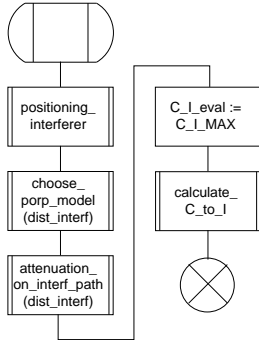 positioning_
interferer
choose_
porp_model
(dist_interf)
attenuation_
on_interf_path
(dist_interf)
C_I_eval :=
C_I_MAX
calculate_
C_to_I